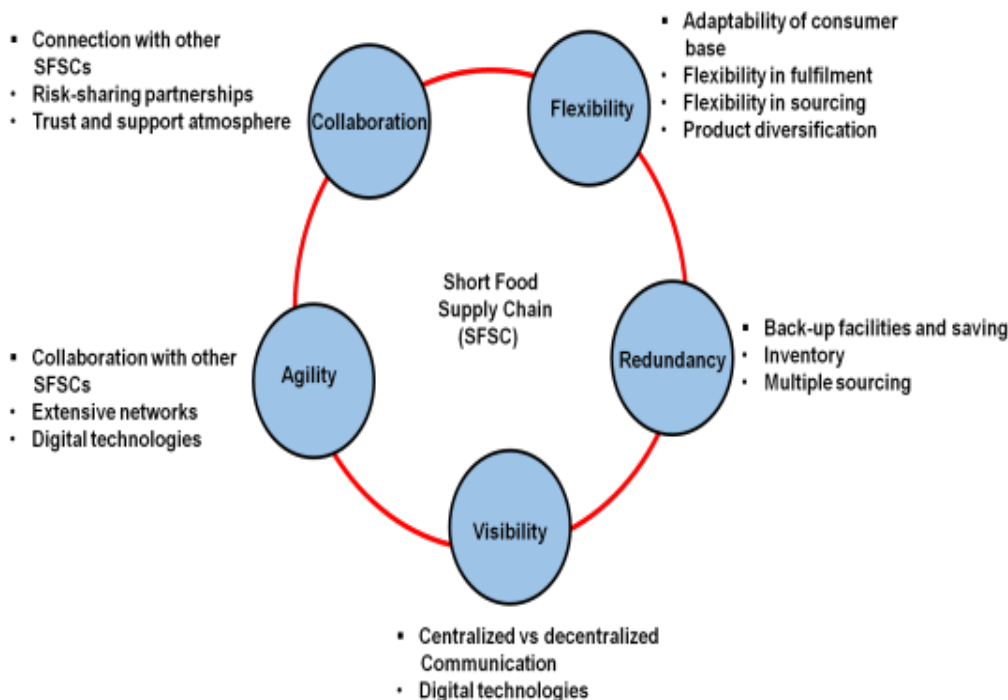 ▪ Connection with other
SFSCs
• Risk-sharing partnerships
• Trust and support atmosphere
Collaboration
Flexibility
▪ Adaptability of consumer
base
• Flexibility in fulfilment
• Flexibility in sourcing
• Product diversification
Short Food
Supply Chain
(SFSC)
▪ Collaboration with other
SFSCs
• Extensive networks
• Digital technologies
Agility
Redundancy
▪ Back-up facilities and saving
• Inventory
• Multiple sourcing
Visibility
▪ Centralized vs decentralized
Communication
• Digital technologies